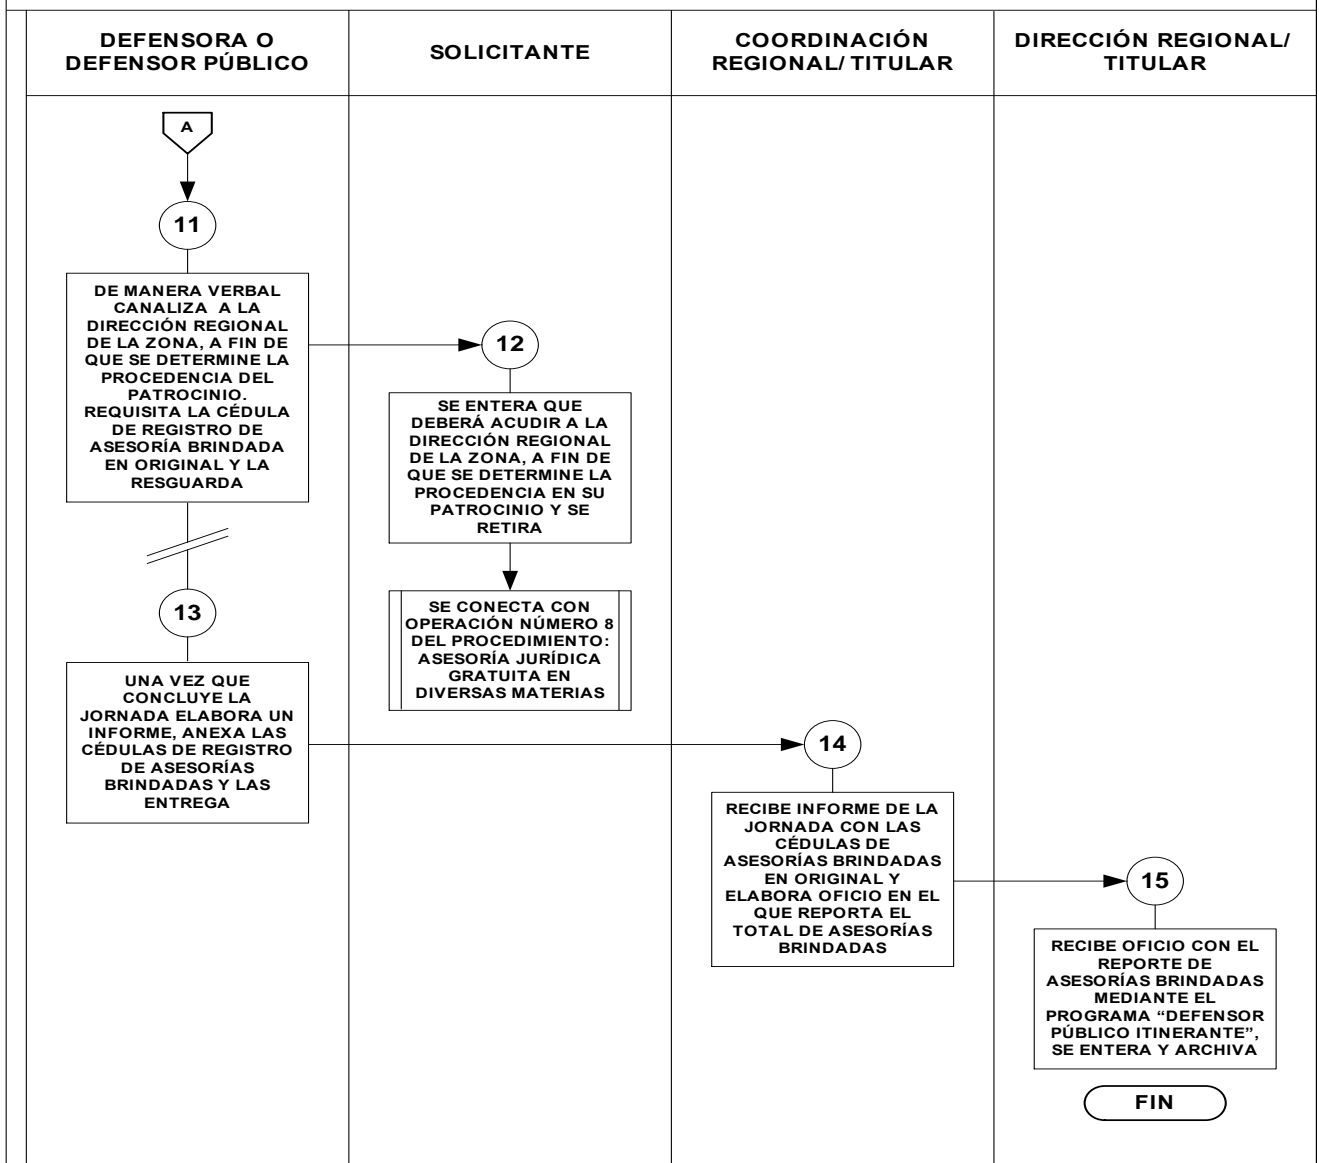 DEFENSORA O
DEFENSOR PÚBLICO
SOLICITANTE
COORDINACIÓN
REGIONAL/ TITULAR
DIRECCIÓN REGIONAL/
TITULAR
A
11
DE MANERA VERBAL
CANALIZA A LA
DIRECCIÓN REGIONAL
DE LA ZONA, A FIN DE
QUE SE DETERMINE LA
PROCEDENCIA DEL
PATROCINIO.
REQUISITA LA CÉDULA
DE REGISTRO DE
ASESORÍA BRINDADA
EN ORIGINAL Y LA
RESGUARDA
12
SE ENTERA QUE
DEBERÁ ACUDIR A LA
DIRECCIÓN REGIONAL
DE LA ZONA, A FIN DE
QUE SE DETERMINE LA
PROCEDENCIA EN SU
PATROCINIO Y SE
RETIRA
SE CONECTA CON
OPERACIÓN NÚMERO 8
DEL PROCEDIMIENTO:
ASESORÍA JURÍDICA
GRATUITA EN
DIVERSAS MATERIAS
13
UNA VEZ QUE
CONCLUYE LA
JORNADA ELABORA UN
INFORME, ANEXA LAS
CÉDULAS DE REGISTRO
DE ASESORÍAS
BRINDADAS Y LAS
ENTREGA
14
RECIBE INFORME DE LA
JORNADA CON LAS
CÉDULAS DE
ASESORÍAS BRINDADAS
EN ORIGINAL Y
ELABORA OFICIO EN EL
QUE REPORTA EL
TOTAL DE ASESORÍAS
BRINDADAS
15
RECIBE OFICIO CON EL
REPORTE DE
ASESORÍAS BRINDADAS
MEDIANTE EL
PROGRAMA “DEFENSOR
PÚBLICO ITINERANTE”,
SE ENTERA Y ARCHIVA
FIN